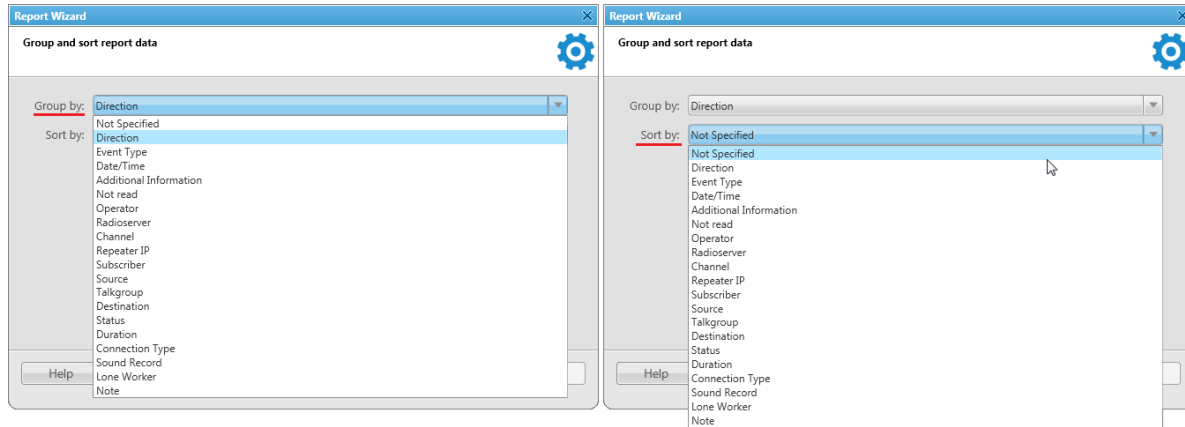 Report Wizard
Group and sort report data
Group by: Direction
Sort by:
Not Specified
Direction
Event Type
Date/Time
Additional Information
Not read
Operator
Radioserver
Channel
Repeater IP
Subscriber
Source
Talkgroup
Destination
Status
Duration
Connection Type
Sound Record
Lone Worker
Note
Help
Report Wizard
Group and sort report data
Group by: Direction
Sort by: Not Specified
Not Specified
Direction
Event Type
Date/Time
Additional Information
Not read
Operator
Radioserver
Channel
Repeater IP
Subscriber
Source
Talkgroup
Destination
Status
Duration
Connection Type
Sound Record
Lone Worker
Note
Help